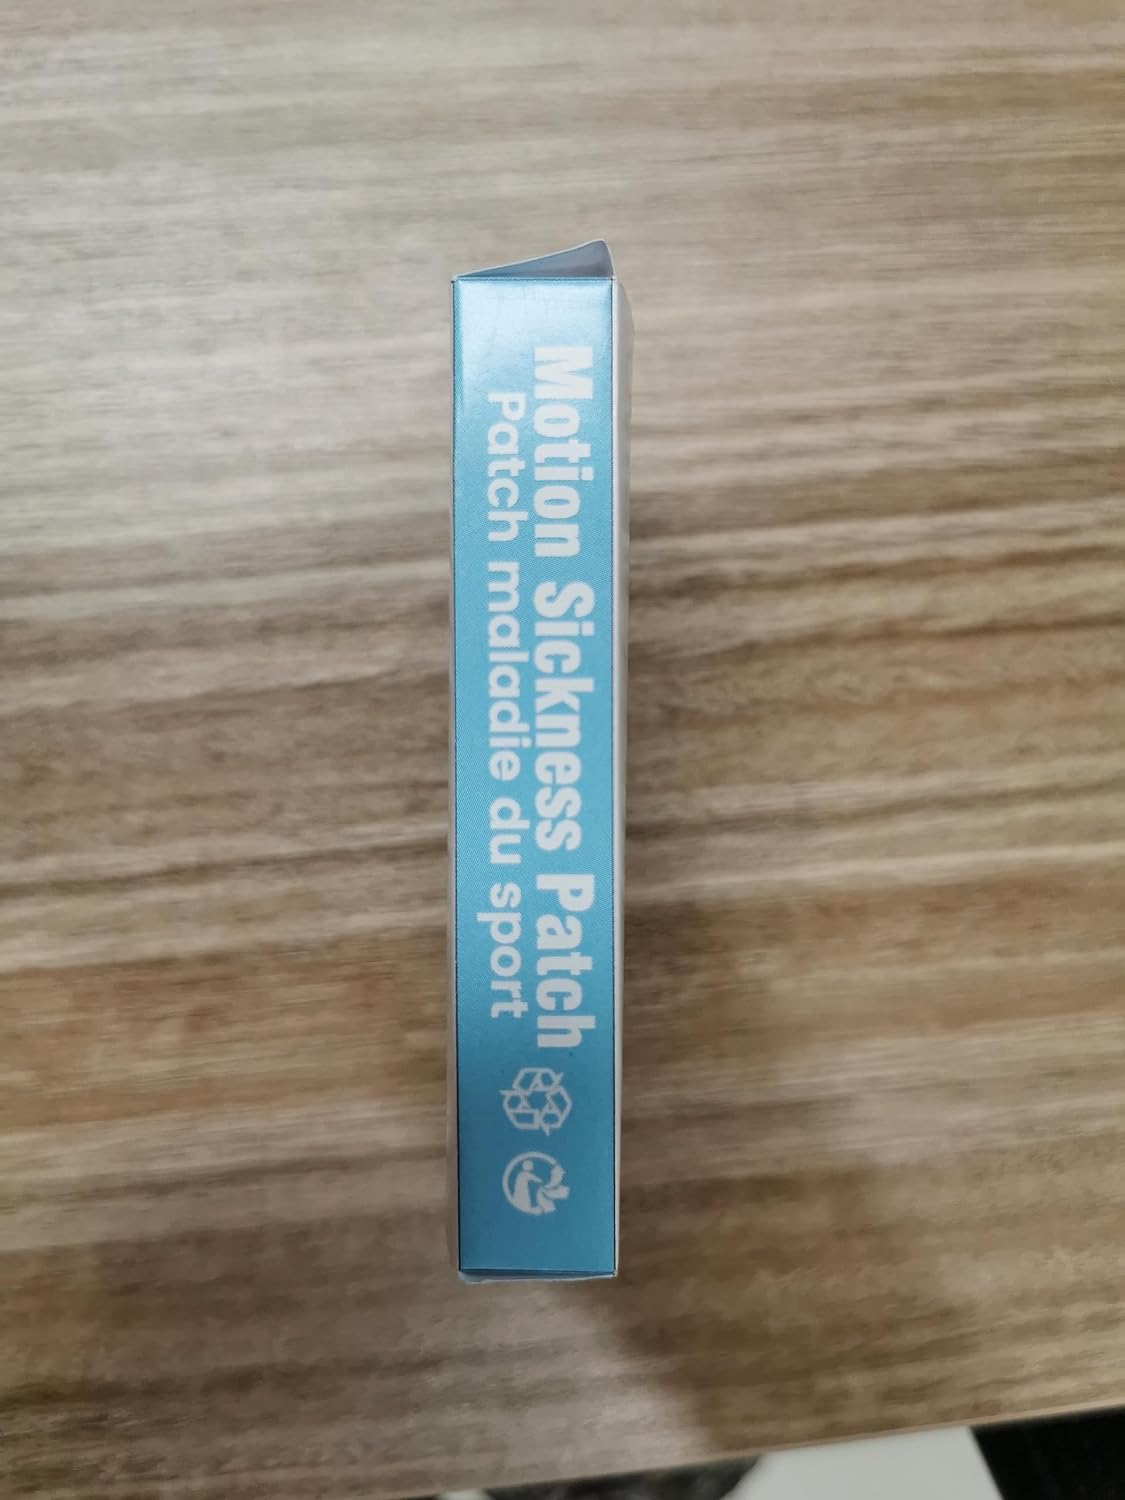 Motion Sickness Patch
Patch maladie du sport